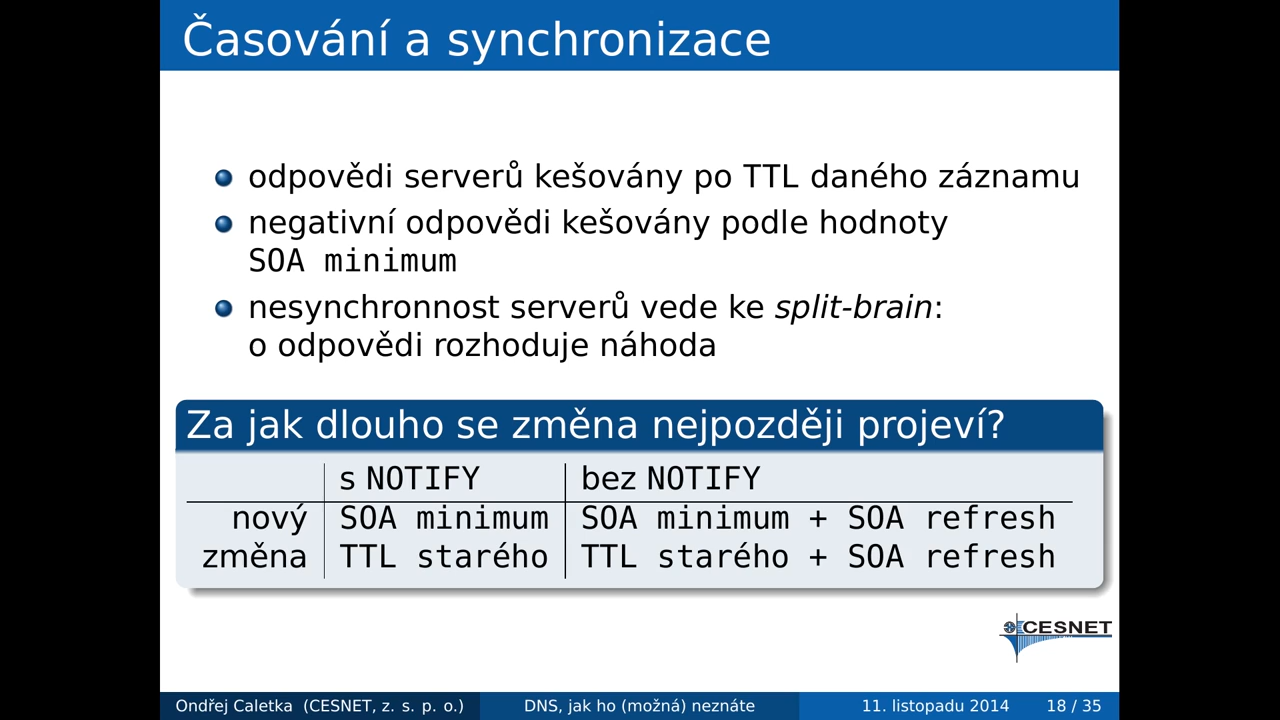 Časování a synchronizace
odpovědi serverů kešovány po TTL daného záznamu
negativní odpovědi kešovány podle hodnoty
SOA minimum
nesynchronnost serverů vede ke split-brain:
o odpovědi rozhoduje náhoda
Za jak dlouho se změna nejpozději projeví?
s NOTIFY bez NOTIFY
nový SOA minimum SOA minimum + SOA refresh
změna TTL starého TTL starého + SOA refresh
CESNET
Ondřej Caletka (CESNET, z. s. p. o.) DNS, jak ho (možná) neznáte 11. listopadu 2014 18 / 35